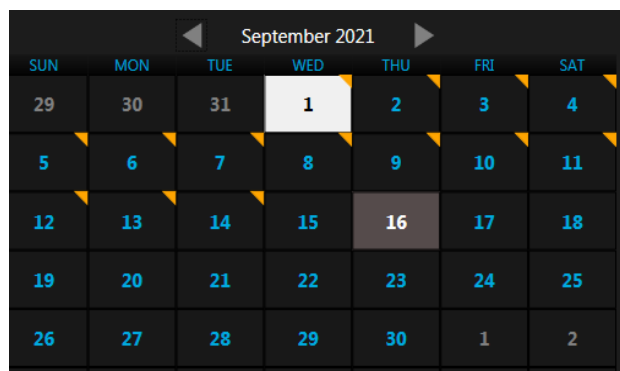 September 2021
SUN MON TUE WED THU FRI SAT
29 30 31 1 2 3 4
5 6 7 8 9 10 11
12 13 14 15 16 17 18
19 20 21 22 23 24 25
26 27 28 29 30 1 2